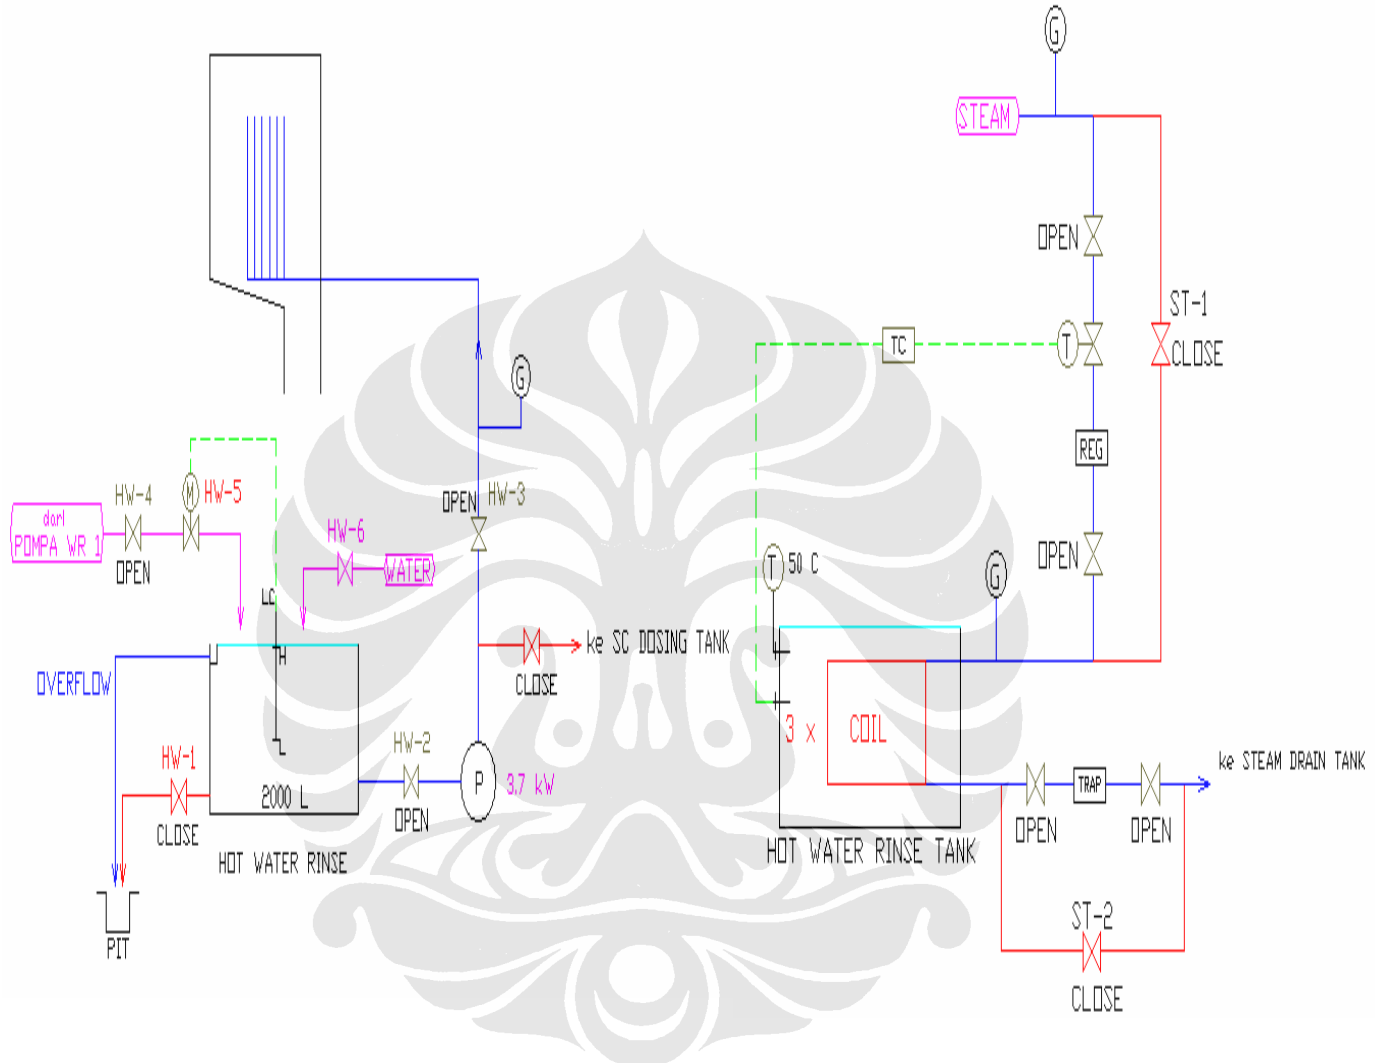 G
STEAM
OPEN
ST-1
CLOSE
T
TC
REG
OPEN
G
T 50 C
3 x COIL
HOT WATER RINSE TANK
OPEN
TRAP
OPEN
ke STEAM DRAIN TANK
ST-2
CLOSE
G
OPEN
HW-3
HW-4
M
HW-5
dari
POMPA WR 1
OPEN
HW-6
WATER
LC
H
L
OVERFLOW
ke SC DOSING TANK
CLOSE
HW-1
CLOSE
2000 L
HW-2
OPEN
P
3.7 kW
HOT WATER RINSE
PIT